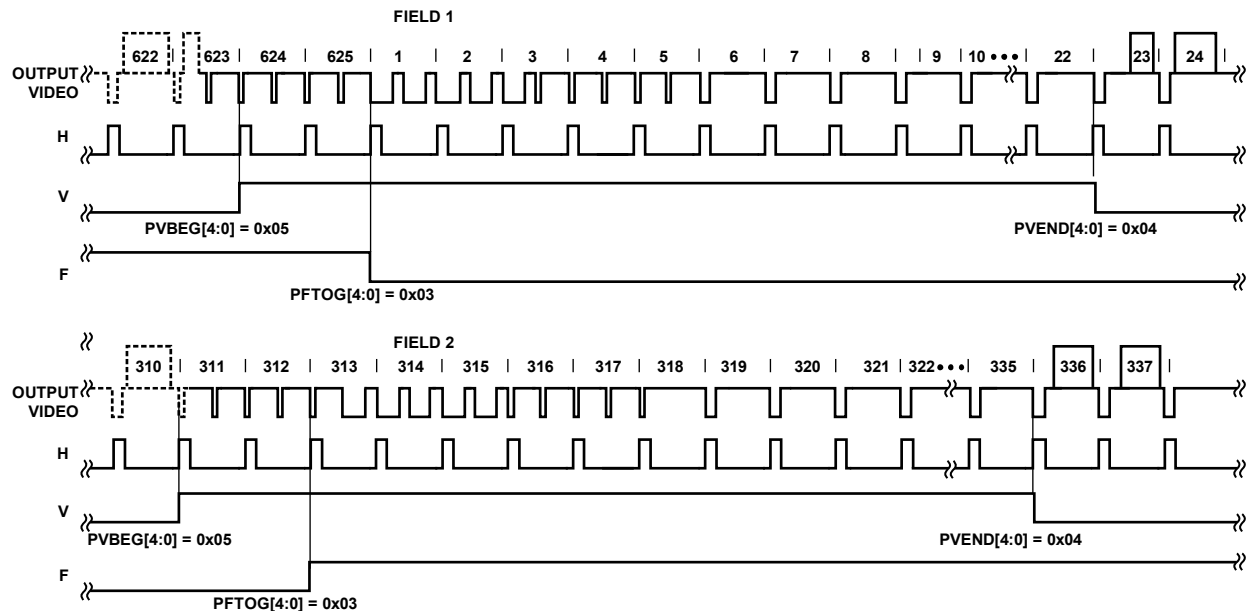 FIELD 1
622 623 624 625 1 2 3 4 5 6 7 8 9 10 ••• 22 23 24
OUTPUT
VIDEO
H
V
PVBEG[4:0] = 0x05 PVEND[4:0] = 0x04
F
PFTOG[4:0] = 0x03
FIELD 2
310 311 312 313 314 315 316 317 318 319 320 321 322 ••• 335 336 337
OUTPUT
VIDEO
H
V
PVBEG[4:0] = 0x05 PVEND[4:0] = 0x04
F
PFTOG[4:0] = 0x03